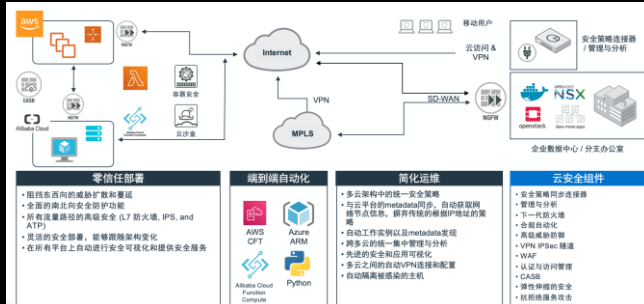 aws
NGFW
移动用户
安全策略连接器
/ 管理与分析
Internet
云访问 &
VPN
CASB
NGFW
容器安全
Alibaba Cloud
云沙盒
VPN
SD-WAN
NGFW
NSX
openstack
MPLS
企业数据中心 / 分支办公室
零信任部署
• 阻挡东西向的威胁扩散和蔓延
• 全面的南北向安全防护功能
• 所有流量路径的高级安全 (L7 防火墙, IPS, and
ATP)
• 灵活的安全部署，能够跟随架构变化
• 在所有平台上自动进行安全可视化和提供安全服务
端到端自动化
AWS
CFT
Azure
ARM
Alibaba Cloud
Function
Compute
Python
简化运维
• 多云架构中的统一安全策略
• 与云平台的metadata同步，自动获取网
络节点信息，摒弃传统的根据IP地址的策
略
• 自动工作实例以及metadata发现
• 跨多云的统一集中管理与分析
• 先进的安全和应用可视化
• 多云之间的自动VPN连接和配置
• 自动隔离被感染的主机
云安全组件
• 安全策略同步连接器
• 管理与分析
• 下一代防火墙
• 合规自动化
• 高级威胁防御
• VPN IPSec 隧道
• WAF
• 认证与访问管理
• CASB
• 弹性伸缩的安全
• 抗拒绝服务攻击